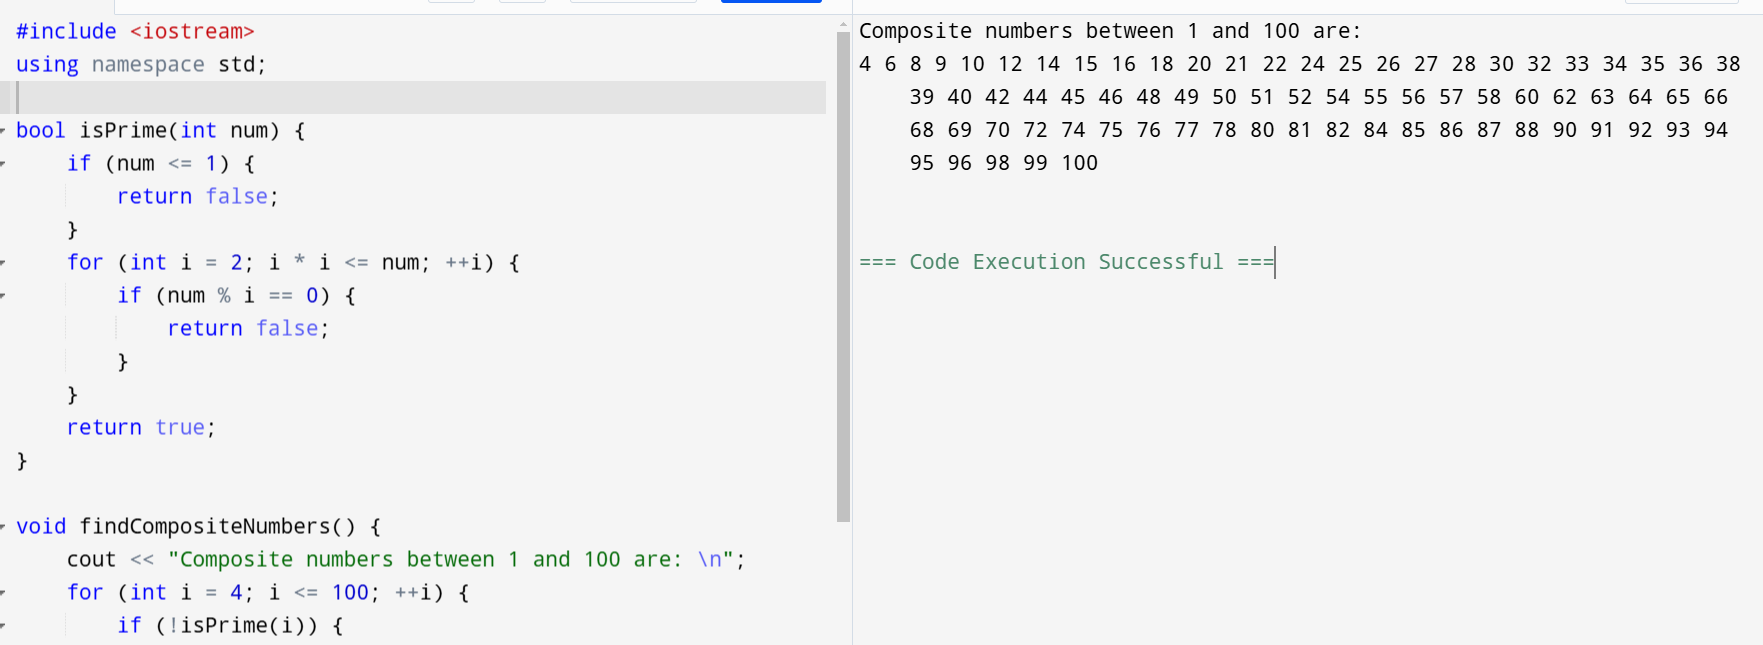 #include <iostream>
using namespace std;
bool isPrime(int num) {
    if (num <= 1) {
        return false;
    }
    for (int i = 2; i * i <= num; ++i) {
        if (num % i == 0) {
            return false;
        }
    }
    return true;
}
void findCompositeNumbers() {
    cout << "Composite numbers between 1 and 100 are: \n";
    for (int i = 4; i <= 100; ++i) {
        if (!isPrime(i)) {
Composite numbers between 1 and 100 are:
4 6 8 9 10 12 14 15 16 18 20 21 22 24 25 26 27 28 30 32 33 34 35 36 38
    39 40 42 44 45 46 48 49 50 51 52 54 55 56 57 58 60 62 63 64 65 66
    68 69 70 72 74 75 76 77 78 80 81 82 84 85 86 87 88 90 91 92 93 94
    95 96 98 99 100
=== Code Execution Successful ===